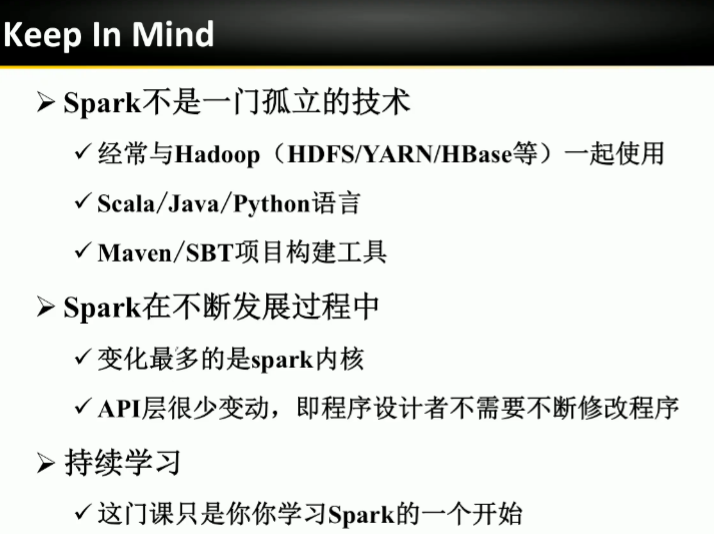 Keep In Mind
Spark不是一门孤立的技术
经常与Hadoop（HDFS/YARN/HBase等）一起使用
Scala/Java/Python语言
Maven/SBT项目构建工具
Spark在不断发展过程中
变化最多的是spark内核
API层很少变动，即程序设计者不需要不断修改程序
持续学习
这门课只是你你学习Spark的一个开始